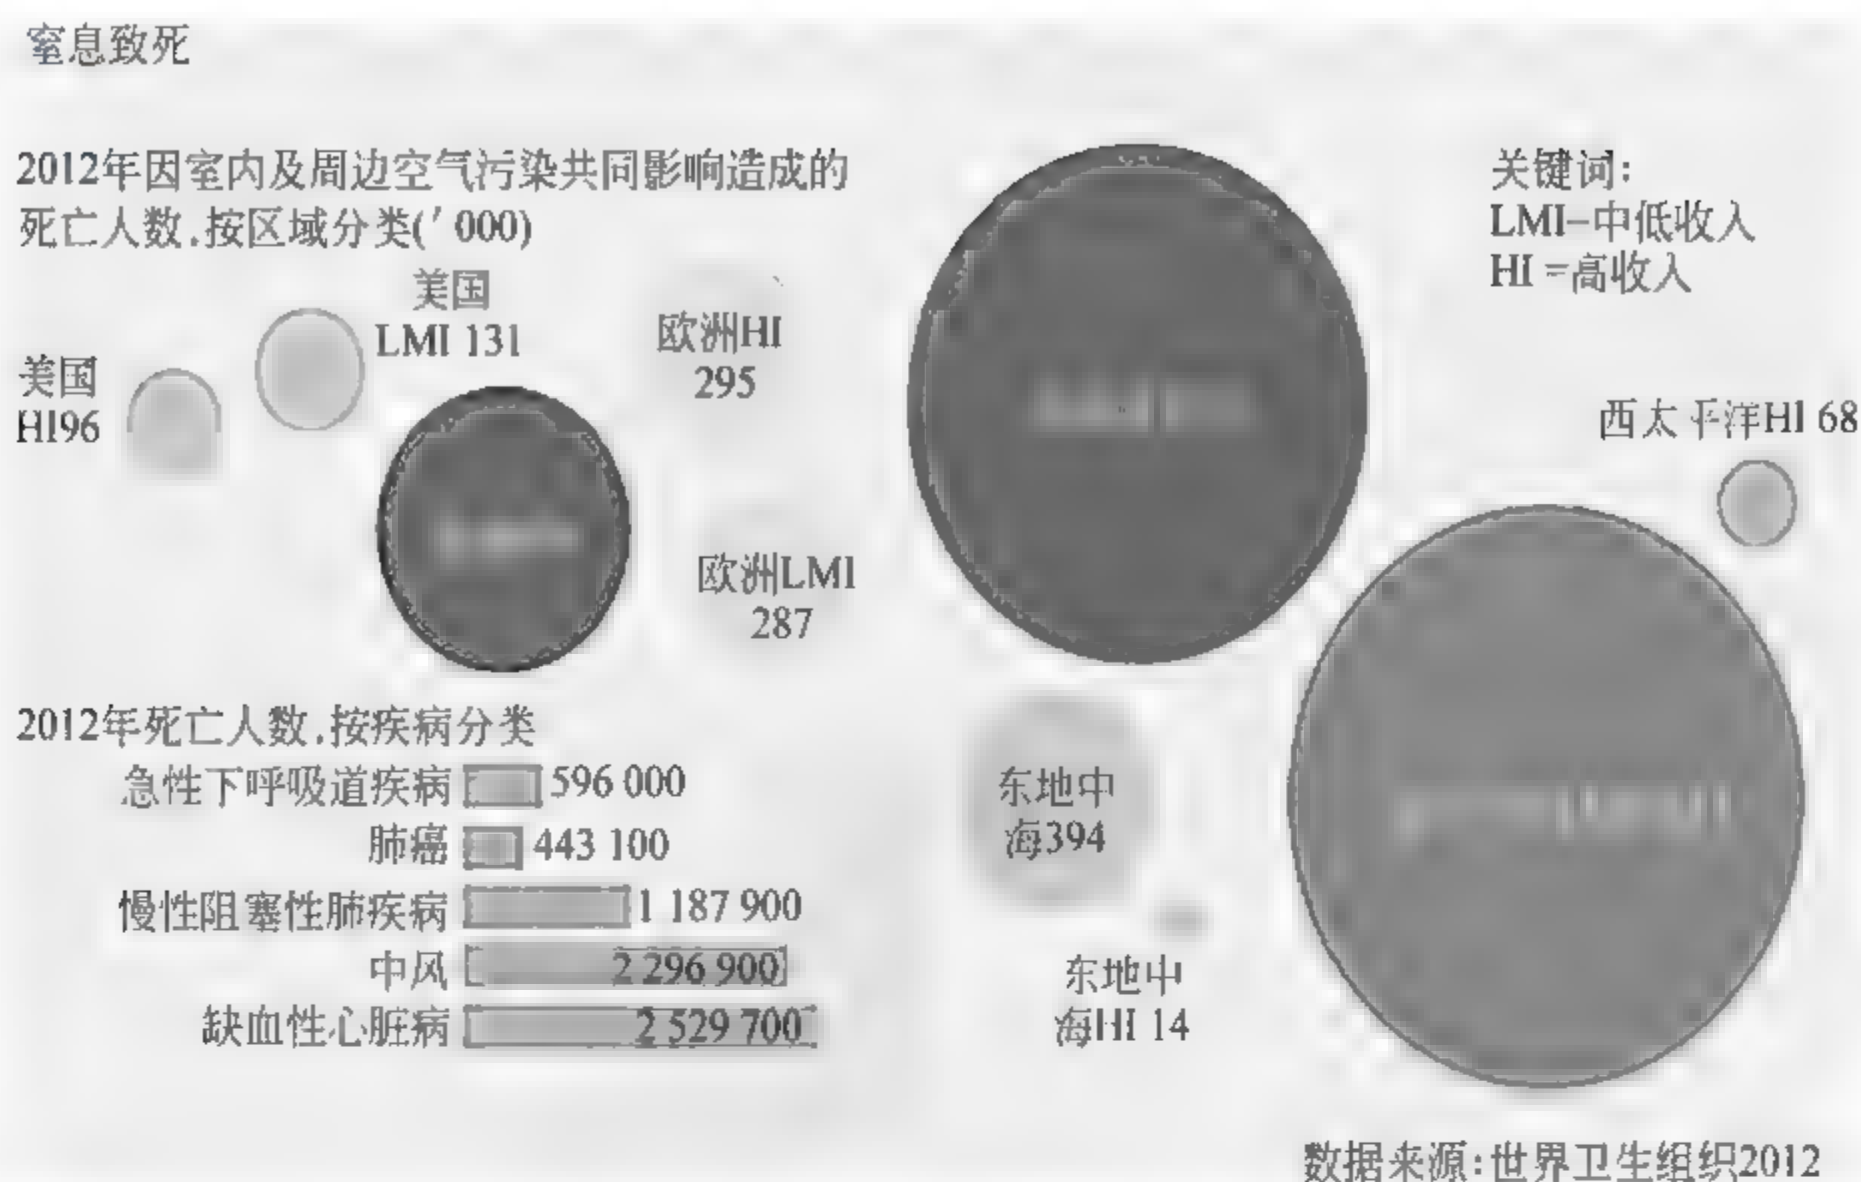 窒息致死
2012年因室内及周边空气污染共同影响造成的
死亡人数.按区域分类(′000)
关键词:
LMI-中低收入
HI =高收入
美国
LMI 131
欧洲HI
295
美国
HI96
西太平洋HI 68
欧洲LMI
287
2012年死亡人数.按疾病分类
急性下呼吸道疾病 596 000
肺癌 443 100
慢性阻塞性肺疾病 1 187 900
中风 2 296 900
缺血性心脏病 2 529 700
东地中
海394
东地中
海HI 14
数据来源:世界卫生组织2012